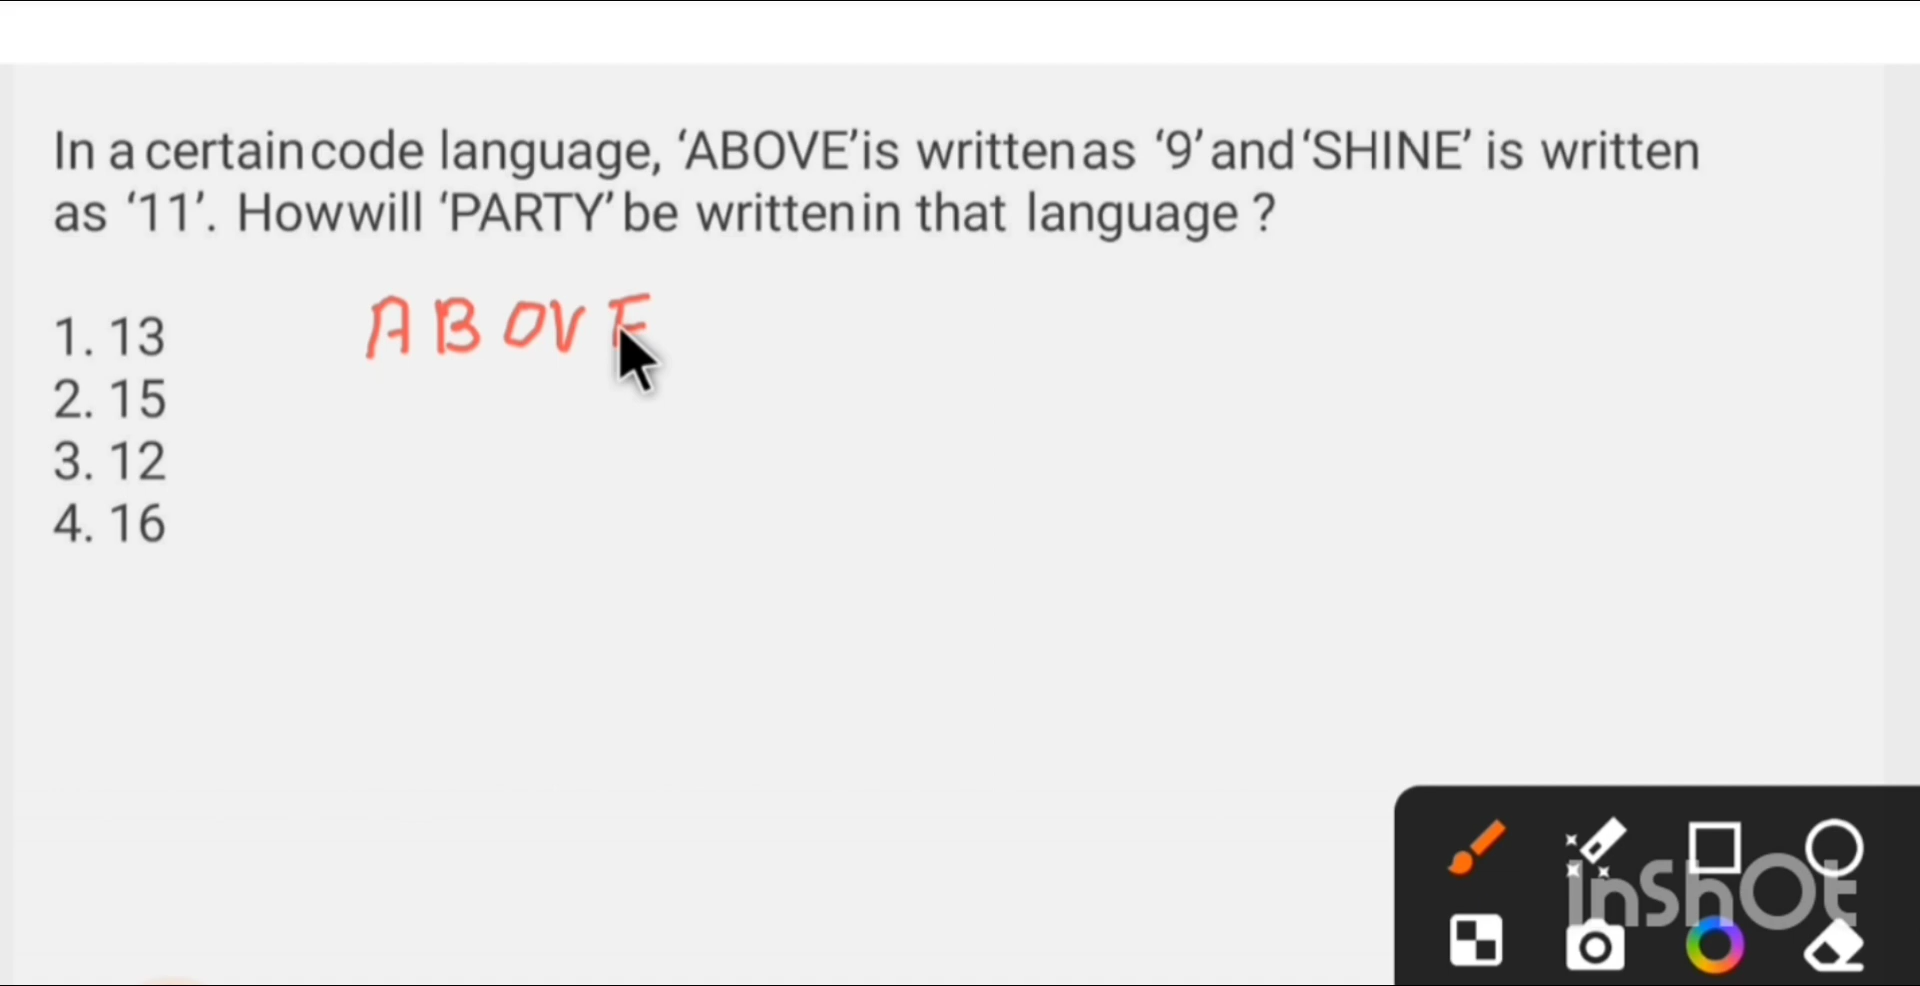 In a certain code language, ‘ABOVE’ is written as ‘9’ and ‘SHINE’ is written
as ‘11’. How will ‘PARTY’ be written in that language ?
1. 13
A B O V E
2. 15
3. 12
4. 16
InShOt